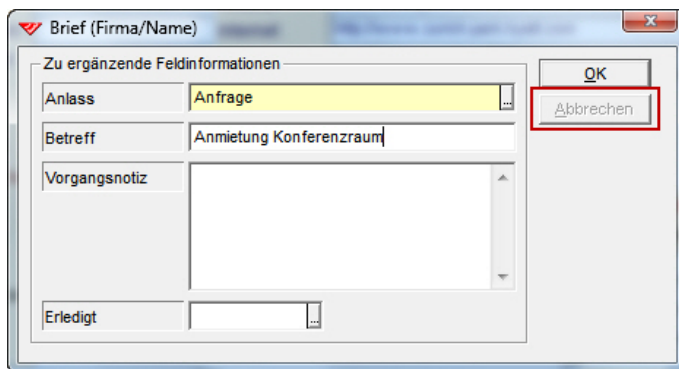 Brief (Firma/Name)
Zu ergänzende Feldinformationen
Anlass
Anfrage
...
Betreff
Anmietung Konferenzraum
Vorgangsnotiz
Erledigt
...
OK
Abbrechen